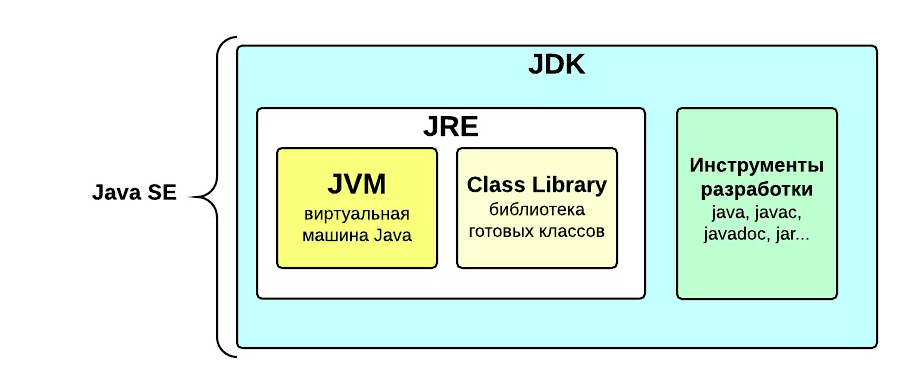 Java SE
JDK
JRE
JVM
виртуальная
машина Java
Class Library
библиотека
готовых классов
Инструменты
разработки
java, javac,
javadoc, jar...